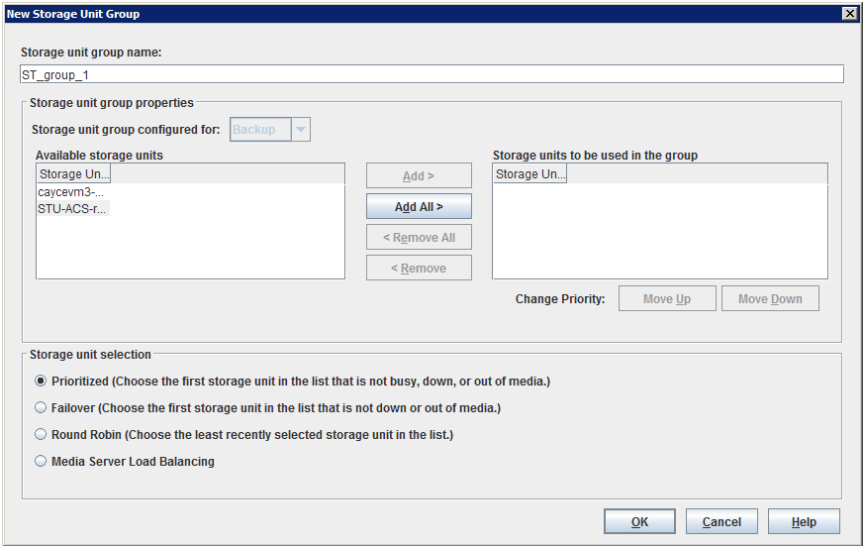 New Storage Unit Group
Storage unit group name:
ST_group_1
Storage unit group properties
Storage unit group configured for: Backup
Available storage units
Storage Un...
caycevm3-...
STU-ACS-r...
Add >
Add All >
< Remove All
< Remove
Storage units to be used in the group
Storage Un...
Change Priority: Move Up Move Down
Storage unit selection
Prioritized (Choose the first storage unit in the list that is not busy, down, or out of media.)
Failover (Choose the first storage unit in the list that is not down or out of media.)
Round Robin (Choose the least recently selected storage unit in the list.)
Media Server Load Balancing
OK Cancel Help